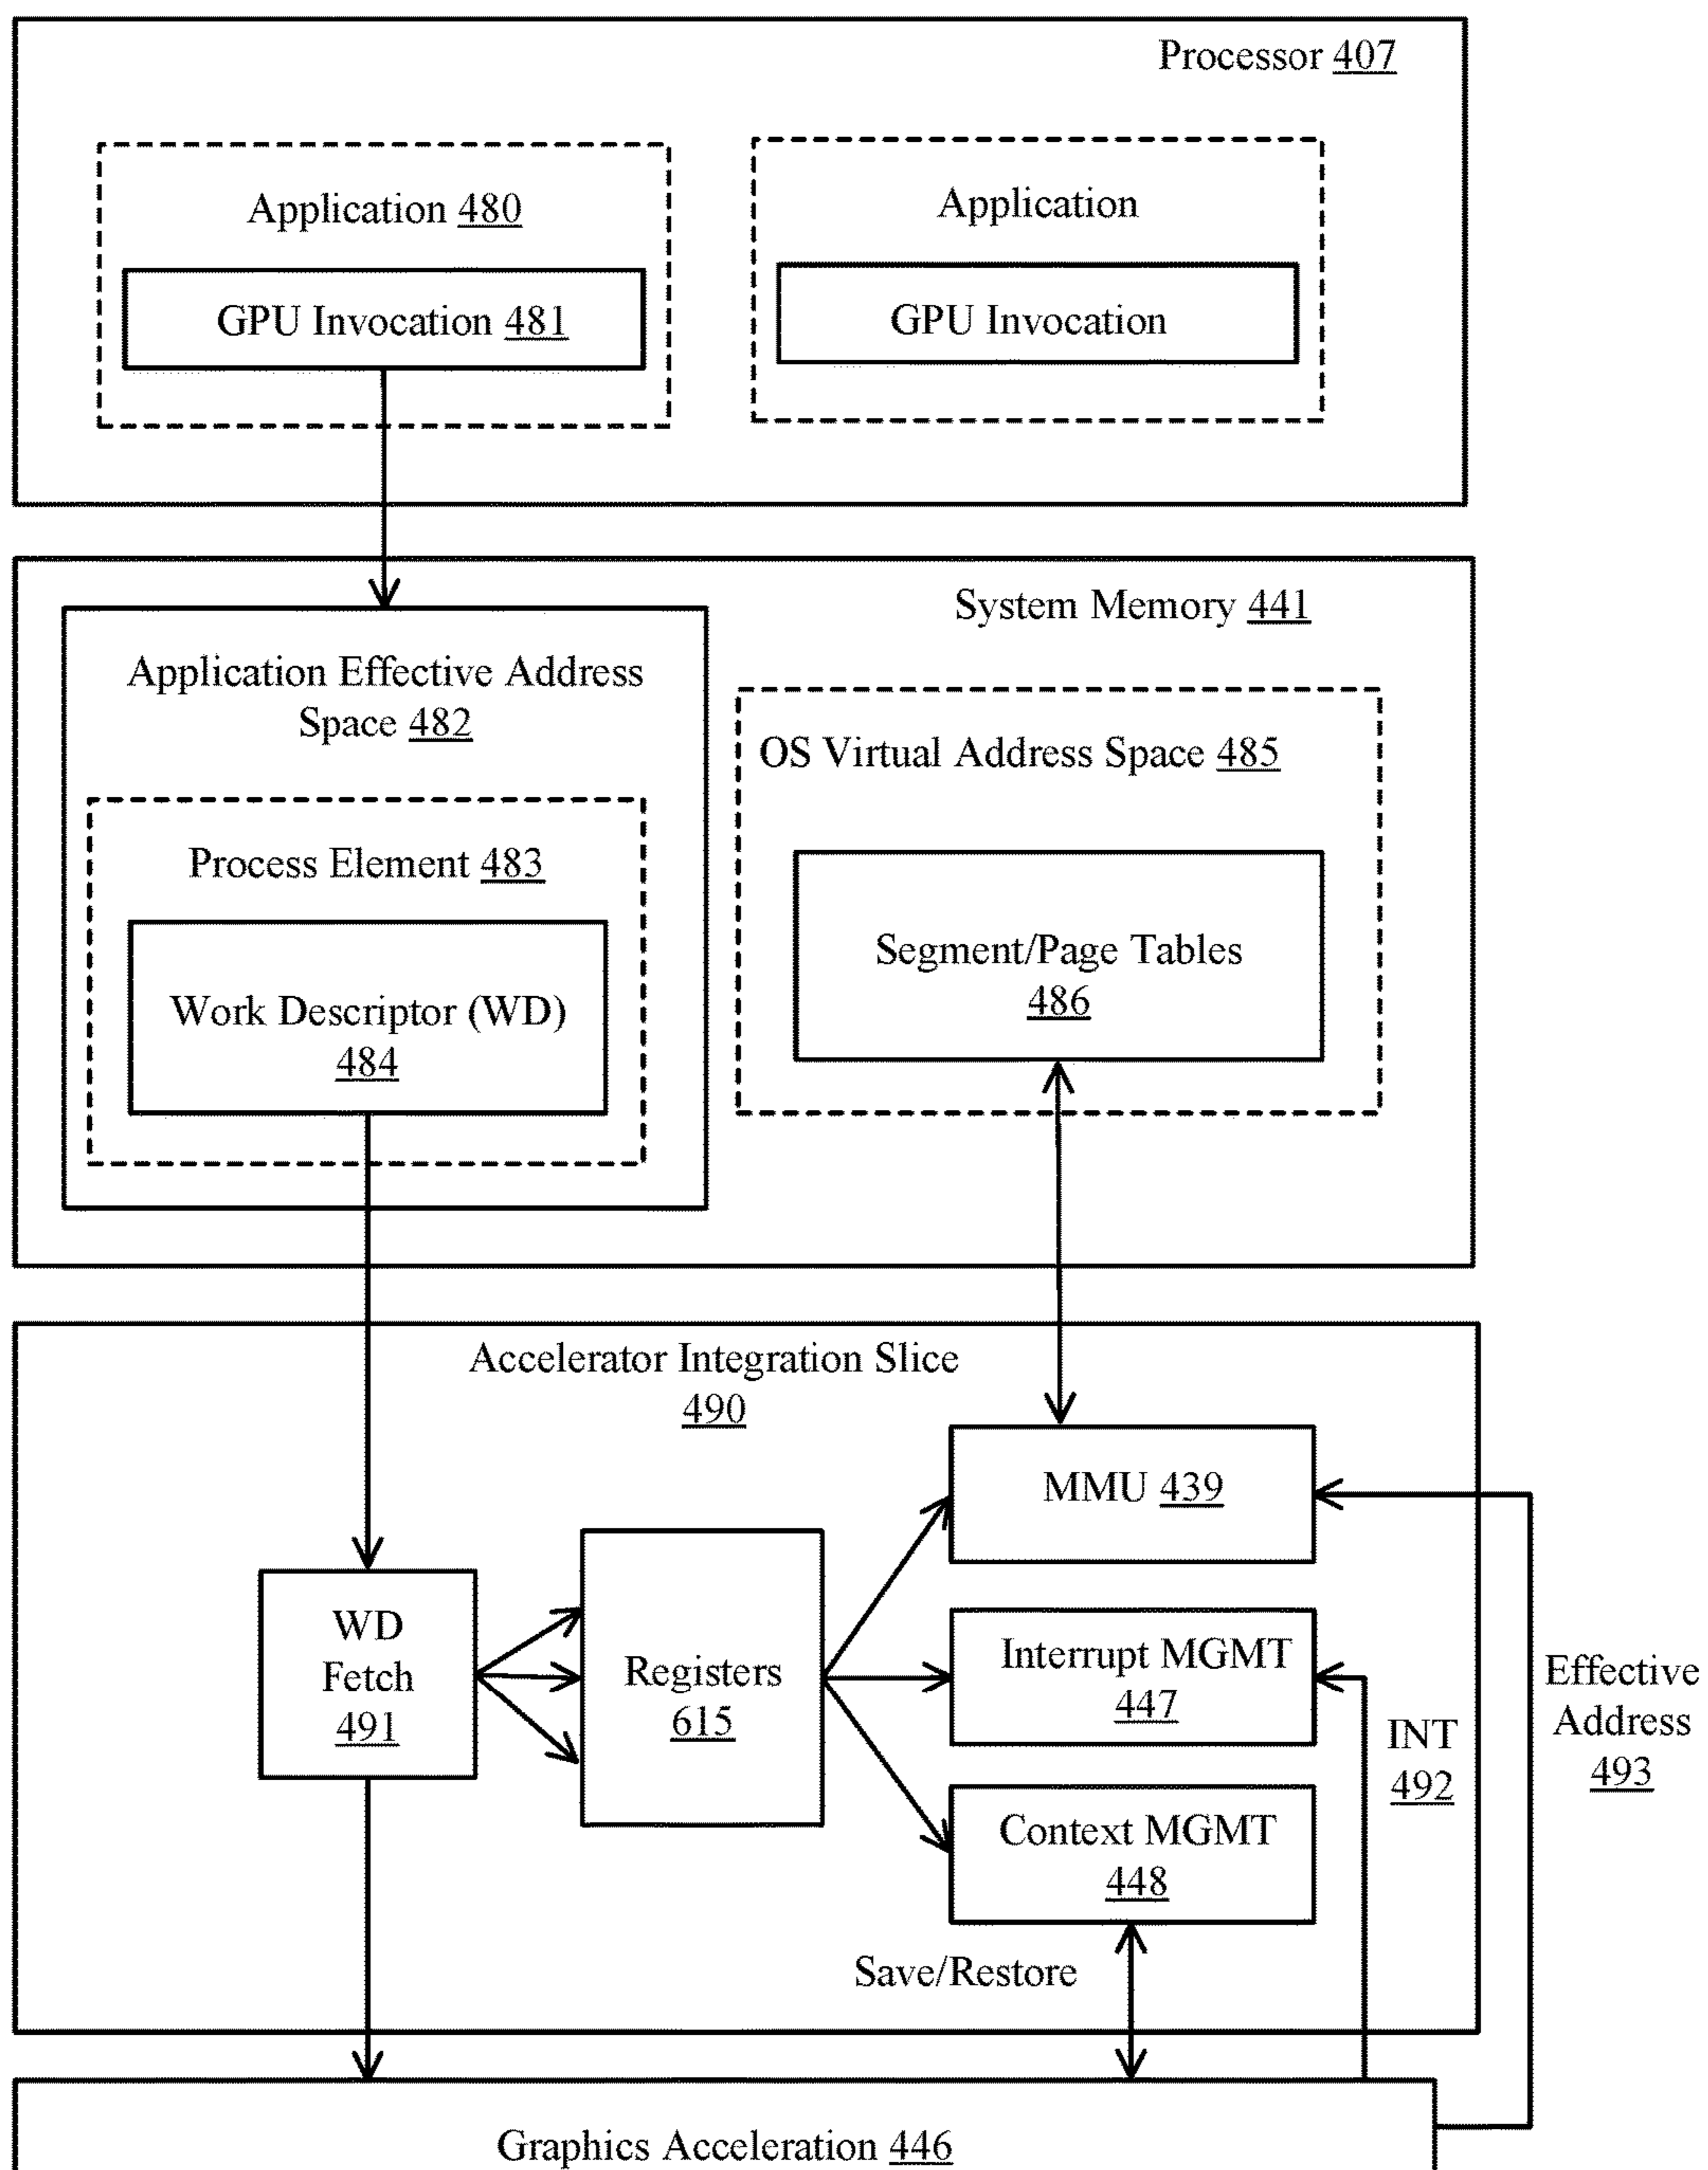 Processor 407
Application 480
Application
GPU Invocation 481
GPU Invocation
System Memory 441
Application Effective Address
Space 482
OS Virtual Address Space 485
Process Element 483
Segment/Page Tables
486
Work Descriptor (WD)
484
Accelerator Integration Slice
490
MMU 439
WD
Fetch
491
Registers
615
Interrupt MGMT
447
Effective
Address
493
INT
492
Context MGMT
448
Save/Restore
Graphics Acceleration 446